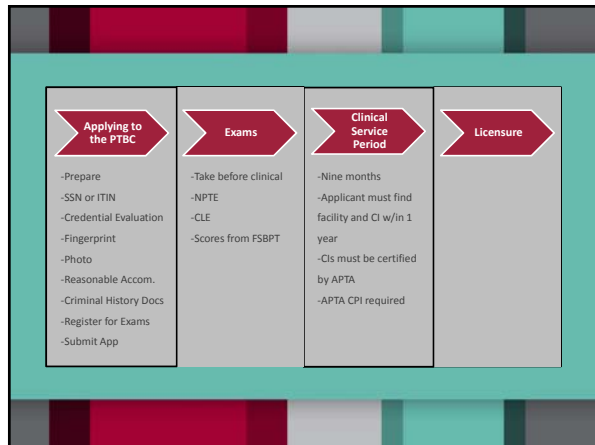 Applying to
the PTBC
-Prepare
-SSN or ITIN
-Credential Evaluation
-Fingerprint
-Photo
-Reasonable Accom.
-Criminal History Docs
-Register for Exams
-Submit App
Exams
-Take before clinical
-NPTE
-CLE
-Scores from FSBPT
Clinical
Service
Period
-Nine months
-Applicant must find
facility and CI w/in 1
year
-CIs must be certified
by APTA
-APTA CPI required
Licensure